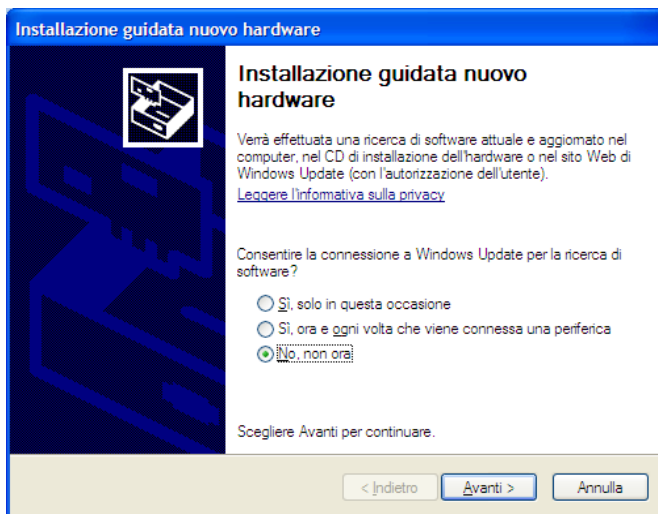 Installazione guidata nuovo hardware
Installazione guidata nuovo
hardware
Verrà effettuata una ricerca di software attuale e aggiornato nel
computer, nel CD di installazione dell'hardware o nel sito Web di
Windows Update (con l'autorizzazione dell'utente).
Leggere l'informativa sulla privacy
Consentire la connessione a Windows Update per la ricerca di
software?
Sì, solo in questa occasione
Sì, ora e ogni volta che viene connessa una periferica
No, non ora
Scegliere Avanti per continuare.
< Indietro Avanti > Annulla